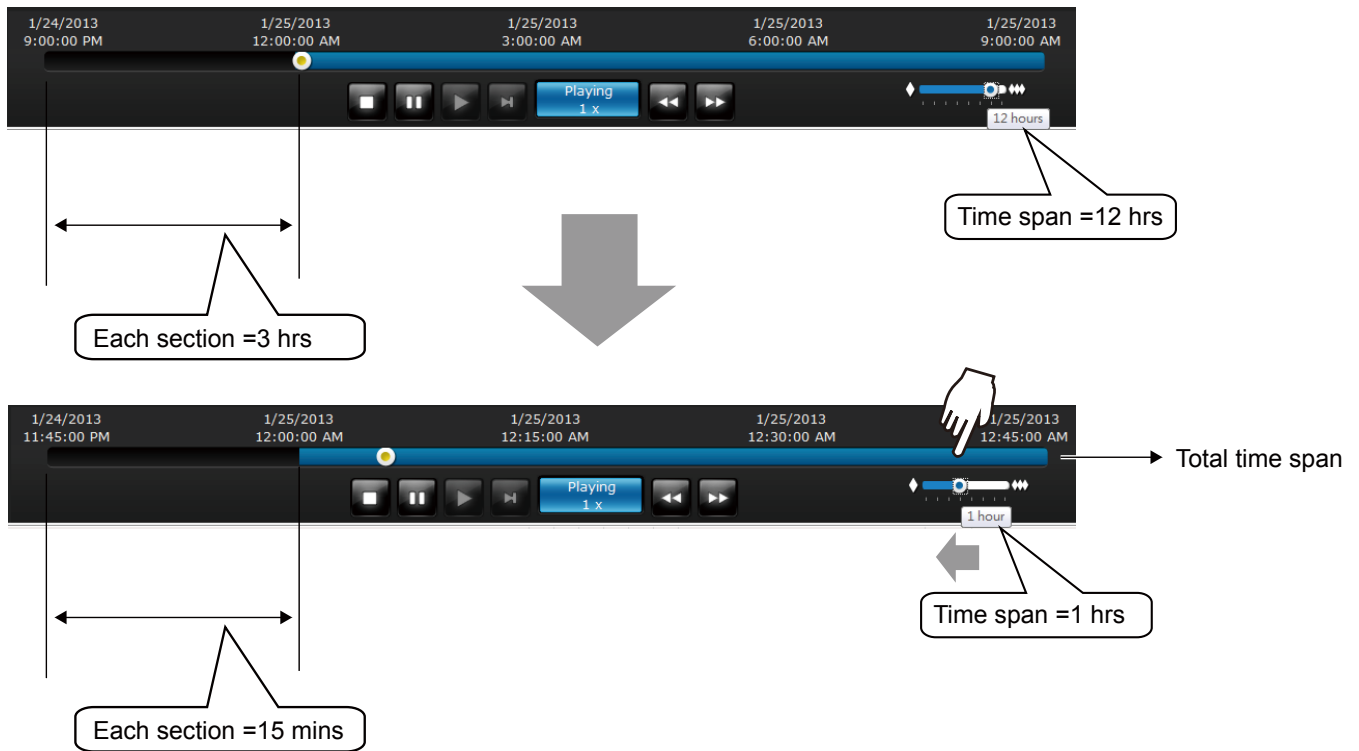 1/24/2013 1/25/2013 1/25/2013 1/25/2013 1/25/2013
9:00:00 PM 12:00:00 AM 3:00:00 AM 6:00:00 AM 9:00:00 AM
Playing
1 x
12 hours
Time span =12 hrs
Each section =3 hrs
1/24/2013 1/25/2013 1/25/2013 1/25/2013 1/25/2013
11:45:00 PM 12:00:00 AM 12:15:00 AM 12:30:00 AM 12:45:00 AM
Total time span
Playing
1 x
1 hour
Time span =1 hrs
Each section =15 mins